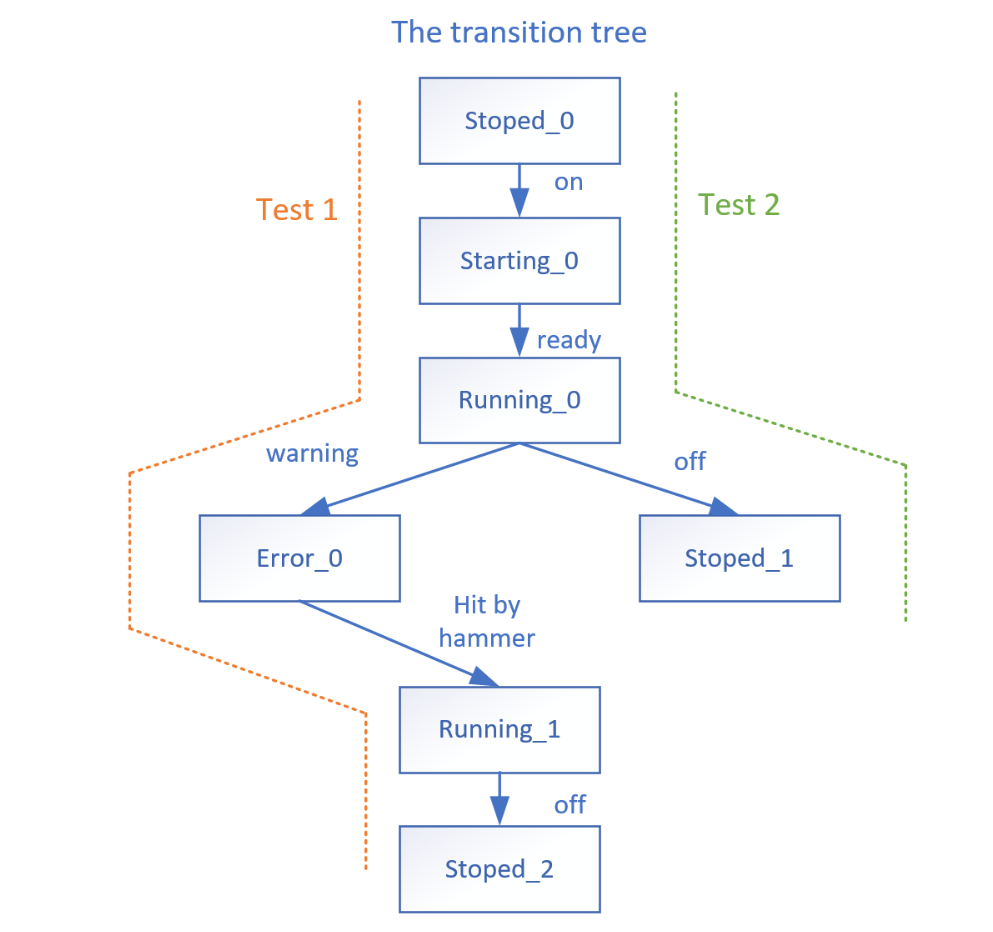 The transition tree
Stoped_0
on
Test 1
Test 2
Starting_0
ready
Running_0
warning
off
Error_0
Stoped_1
Hit by
hammer
Running_1
off
Stoped_2